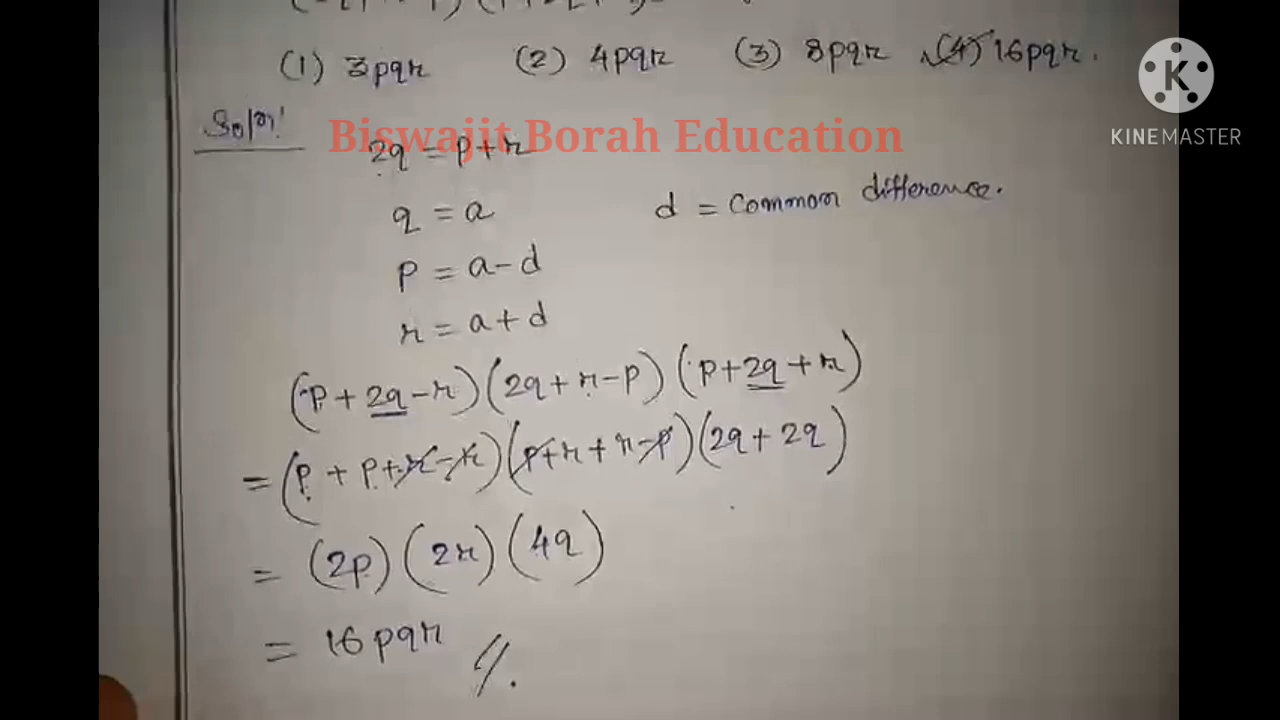 (1) 3pqr (2) 4pqr (3) 8pqr (4) 16pqr.
Soln!
Biswajit Borah Education
KINEMASTER
2q = p+r
q = a d = common difference.
p = a-d
r = a+d
(p + 2q - r) (2q + r - p) (p + 2q + r)
= (p + p + r - r) (p + r + r - p) (2q + 2q)
= (2p) (2r) (4q)
= 16pqr //.